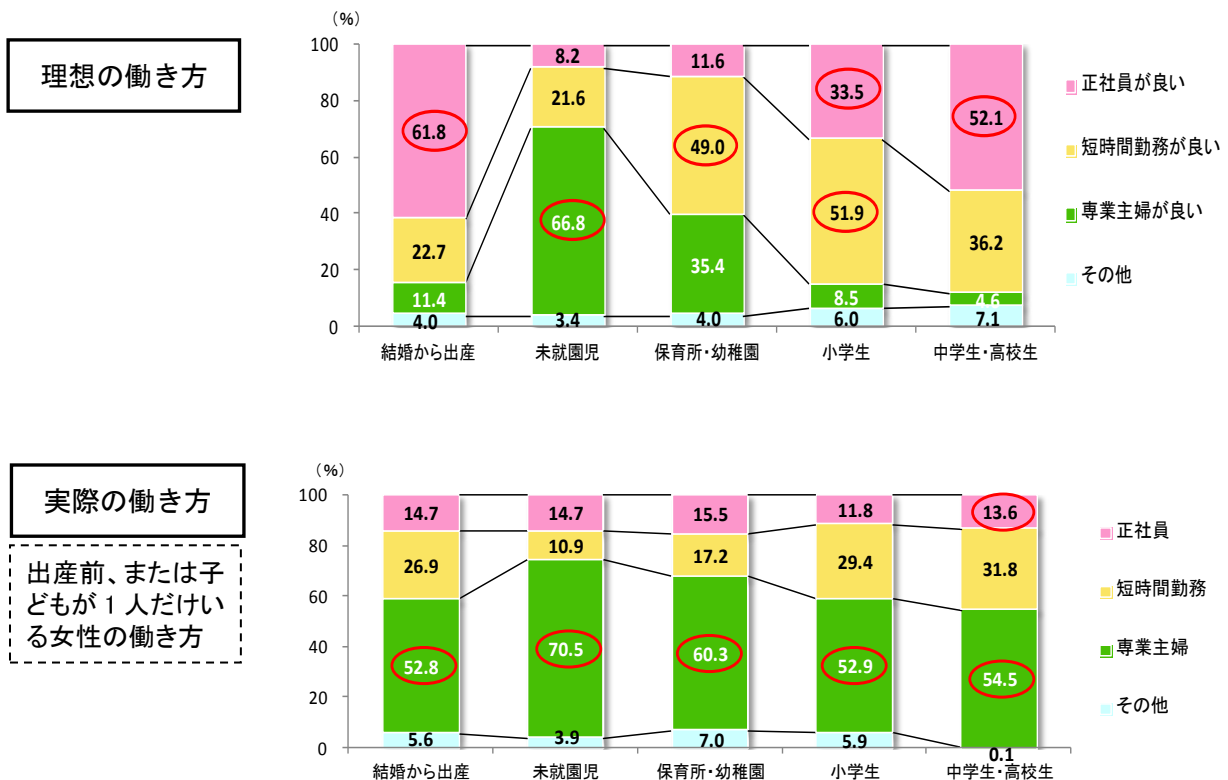 理想の働き方
(%)
100
80
60
40
20
0
61.8
22.7
11.4
4.0
8.2
21.6
66.8
3.4
11.6
49.0
35.4
4.0
33.5
51.9
8.5
6.0
52.1
36.2
4.6
7.1
結婚から出産
未就園児
保育所・幼稚園
小学生
中学生・高校生
正社員が良い
短時間勤務が良い
専業主婦が良い
その他
実際の働き方
出産前、または子
どもが1人だけい
る女性の働き方
(%)
100
80
60
40
20
0
14.7
26.9
52.8
5.6
14.7
10.9
70.5
3.9
15.5
17.2
60.3
7.0
11.8
29.4
52.9
5.9
13.6
31.8
54.5
0.1
結婚から出産
未就園児
保育所・幼稚園
小学生
中学生・高校生
正社員
短時間勤務
専業主婦
その他